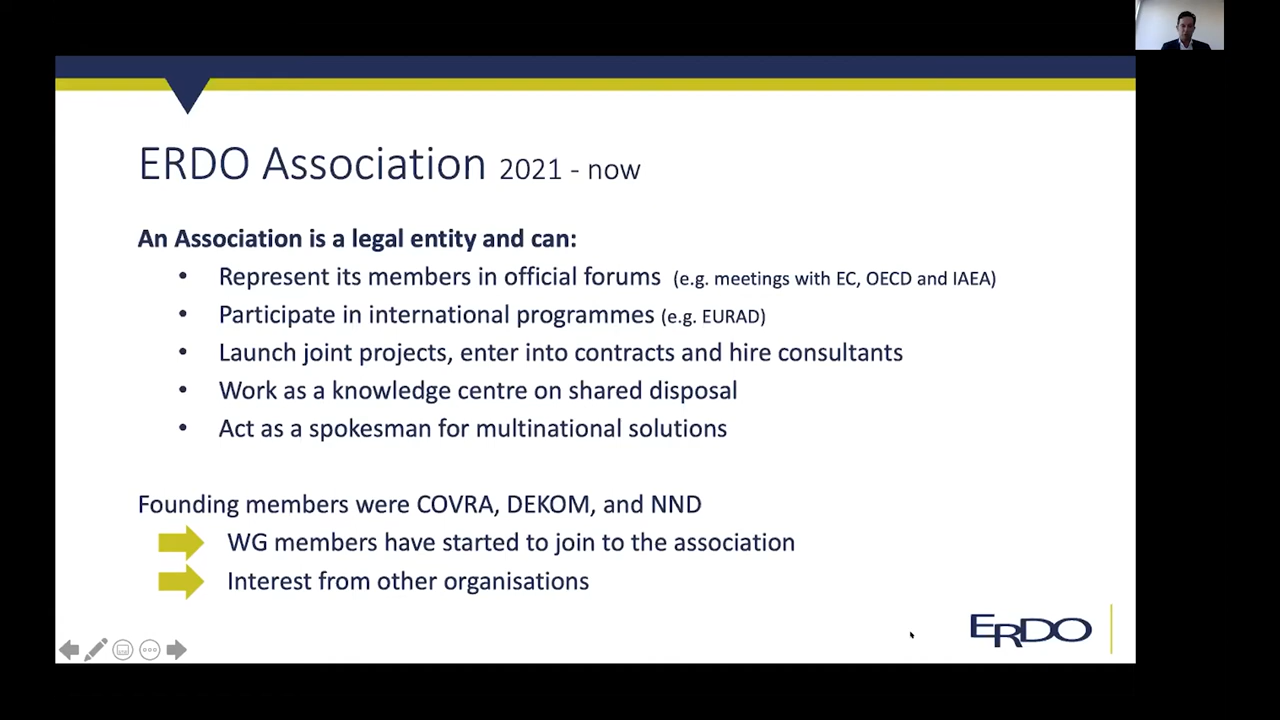 ERDO Association 2021 - now
An Association is a legal entity and can:
• Represent its members in official forums (e.g. meetings with EC, OECD and IAEA)
• Participate in international programmes (e.g. EURAD)
• Launch joint projects, enter into contracts and hire consultants
• Work as a knowledge centre on shared disposal
• Act as a spokesman for multinational solutions
Founding members were COVRA, DEKOM, and NND
WG members have started to join to the association
Interest from other organisations
ERDO